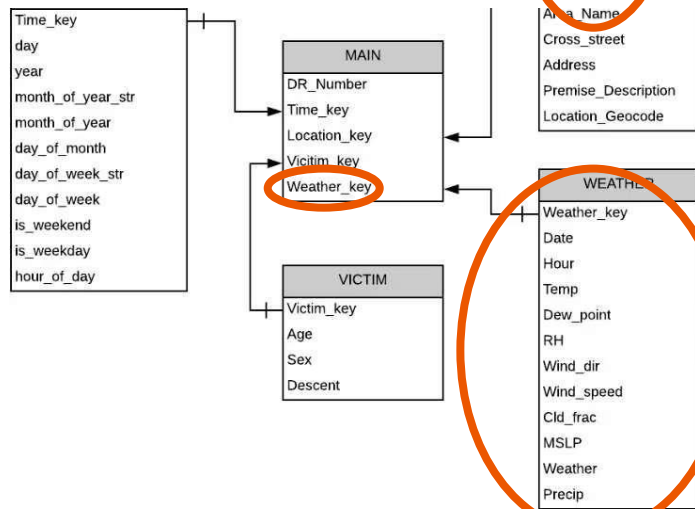 Time_key
day
year
month_of_year_str
month_of_year
day_of_month
day_of_week_str
day_of_week
is_weekend
is_weekday
hour_of_day
MAIN
DR_Number
Time_key
Location_key
Vicitim_key
Weather_key
VICTIM
Victim_key
Age
Sex
Descent
Area_Name
Cross_street
Address
Premise_Description
Location_Geocode
WEATHER
Weather_key
Date
Hour
Temp
Dew_point
RH
Wind_dir
Wind_speed
Cld_frac
MSLP
Weather
Precip